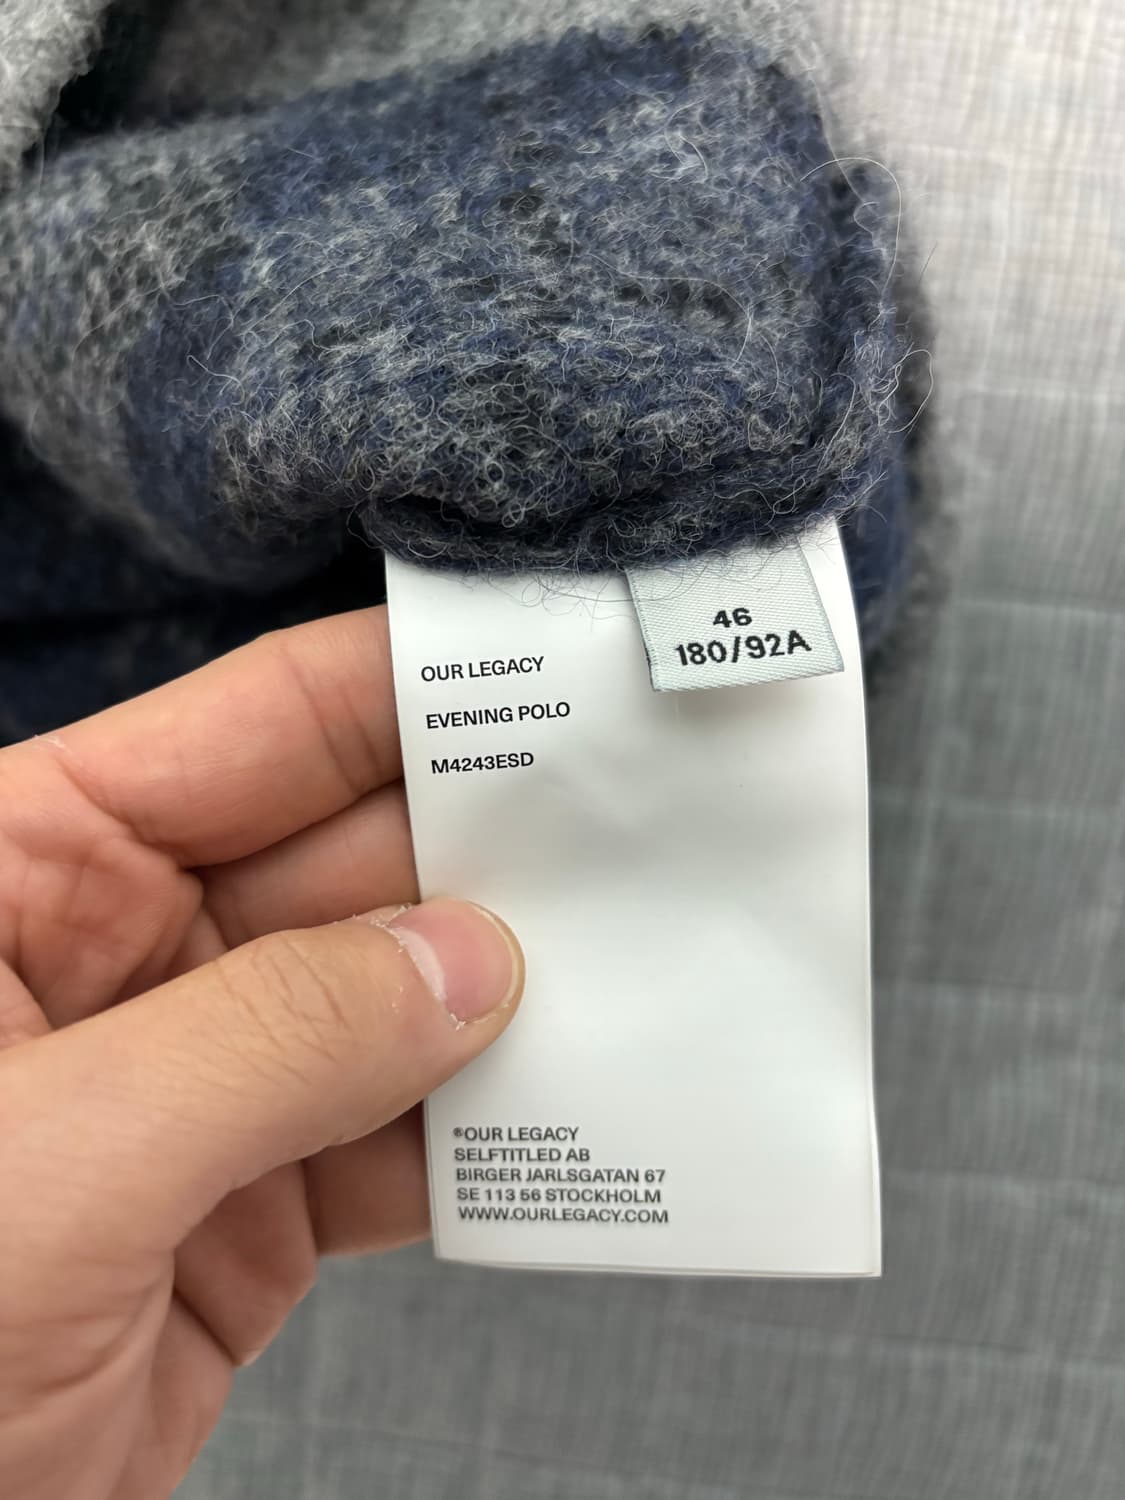 46
180/92A
OUR LEGACY
EVENING POLO
M4243ESD
®OUR LEGACY
SELFTITLED AB
BIRGER JARLSGATAN 67
SE 113 56 STOCKHOLM
WWW.OURLEGACY.COM